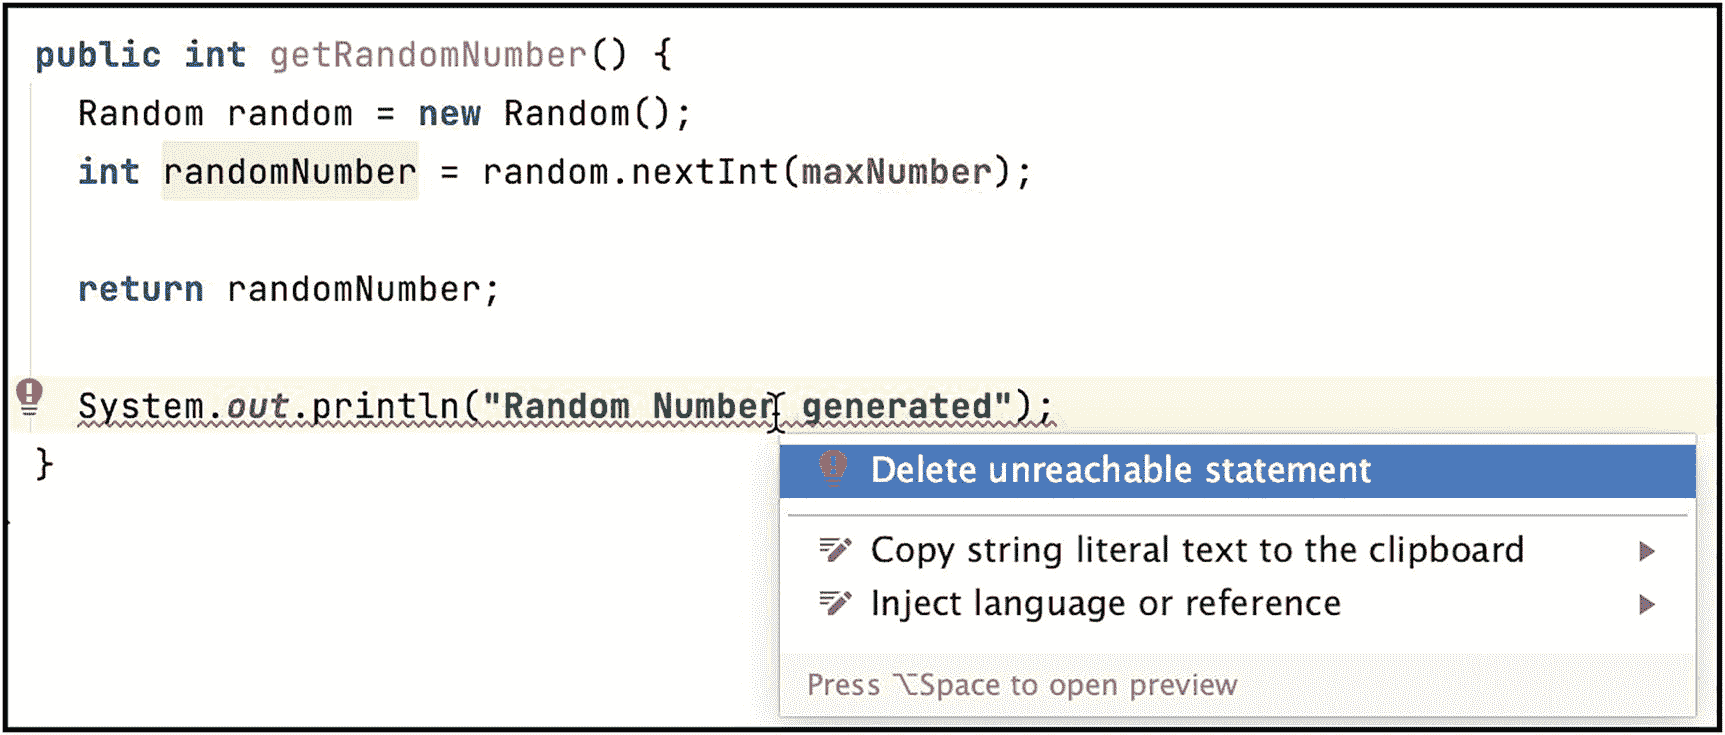 public int getRandomNumber() {
Random random = new Random();
int randomNumber = random.nextInt(maxNumber);
return randomNumber;
System.out.println("Random Number generated");
}
Delete unreachable statement
Copy string literal text to the clipboard
Inject language or reference
Press ⌥Space to open preview